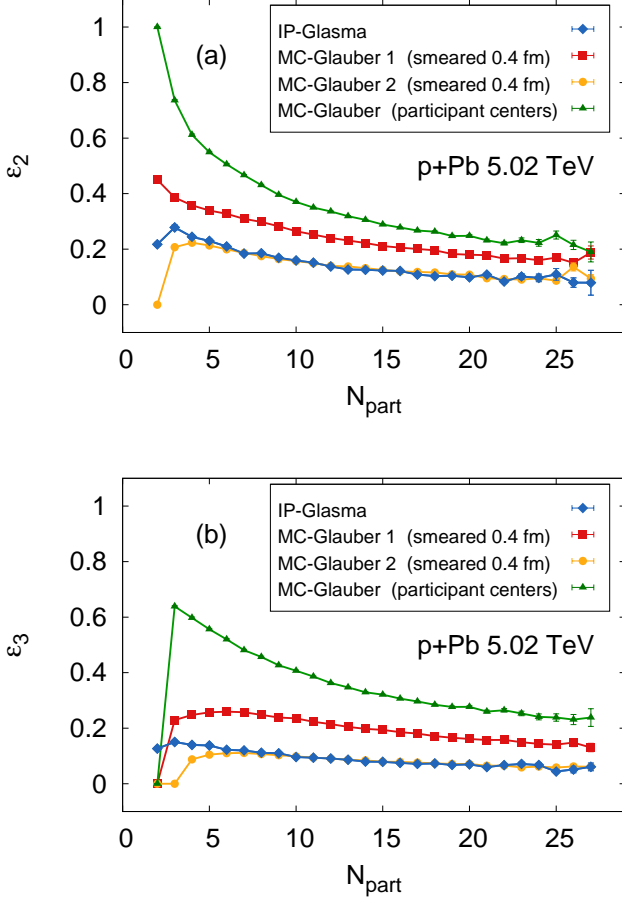 1
0.8
0.6
0.4
0.2
0
ε2
(a)
IP-Glasma
MC-Glauber 1 (smeared 0.4 fm)
MC-Glauber 2 (smeared 0.4 fm)
MC-Glauber (participant centers)
p+Pb 5.02 TeV
0 5 10 15 20 25
Npart
1
0.8
0.6
0.4
0.2
0
ε3
(b)
IP-Glasma
MC-Glauber 1 (smeared 0.4 fm)
MC-Glauber 2 (smeared 0.4 fm)
MC-Glauber (participant centers)
p+Pb 5.02 TeV
0 5 10 15 20 25
Npart